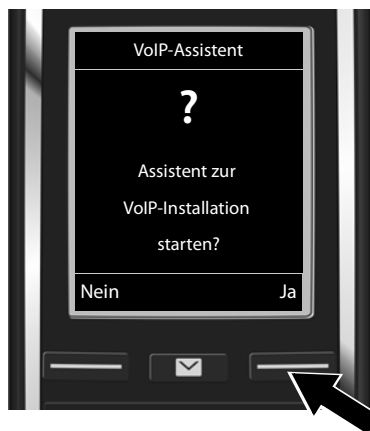 VoIP-Assistent
?
Assistent zur
VoIP-Installation
starten?
Nein Ja